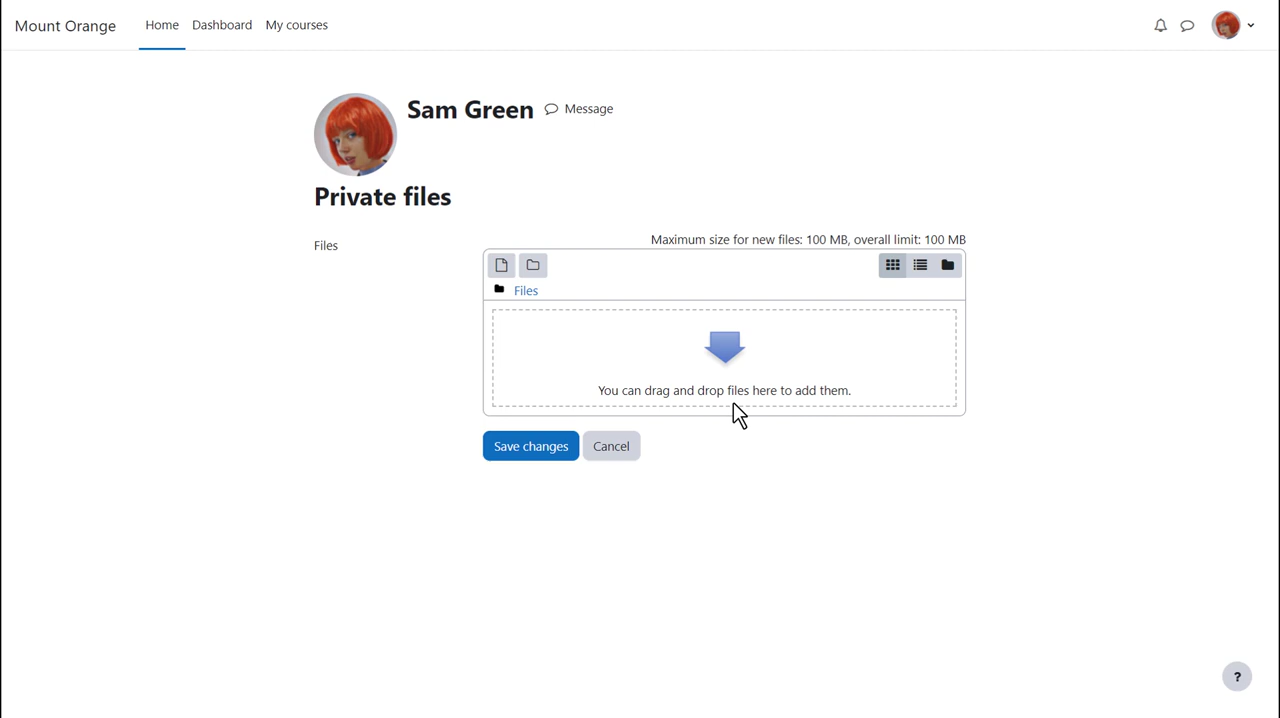 Mount Orange
Home Dashboard My courses
Sam Green Message
Private files
Maximum size for new files: 100 MB, overall limit: 100 MB
Files
Files
You can drag and drop files here to add them.
Save changes Cancel
?